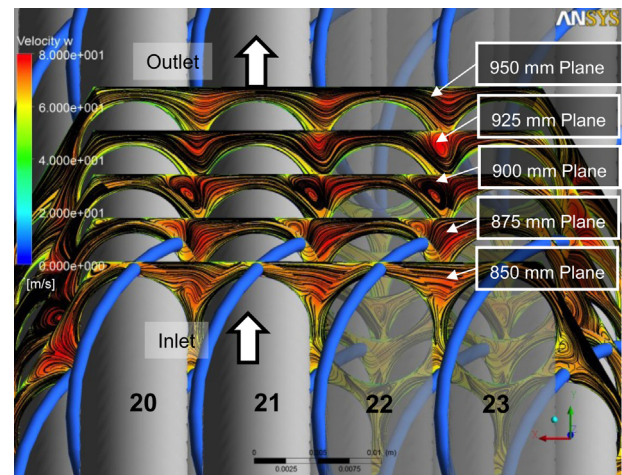 Velocity w
8.000e+001
6.000e+001
4.000e+001
2.000e+001
0.000e+000
[m/s]
ANSYS
Outlet
950 mm Plane
925 mm Plane
900 mm Plane
875 mm Plane
850 mm Plane
Inlet
20 21 22 23
0.005 0.01 (m)
0.0025 0.0075
Y
X